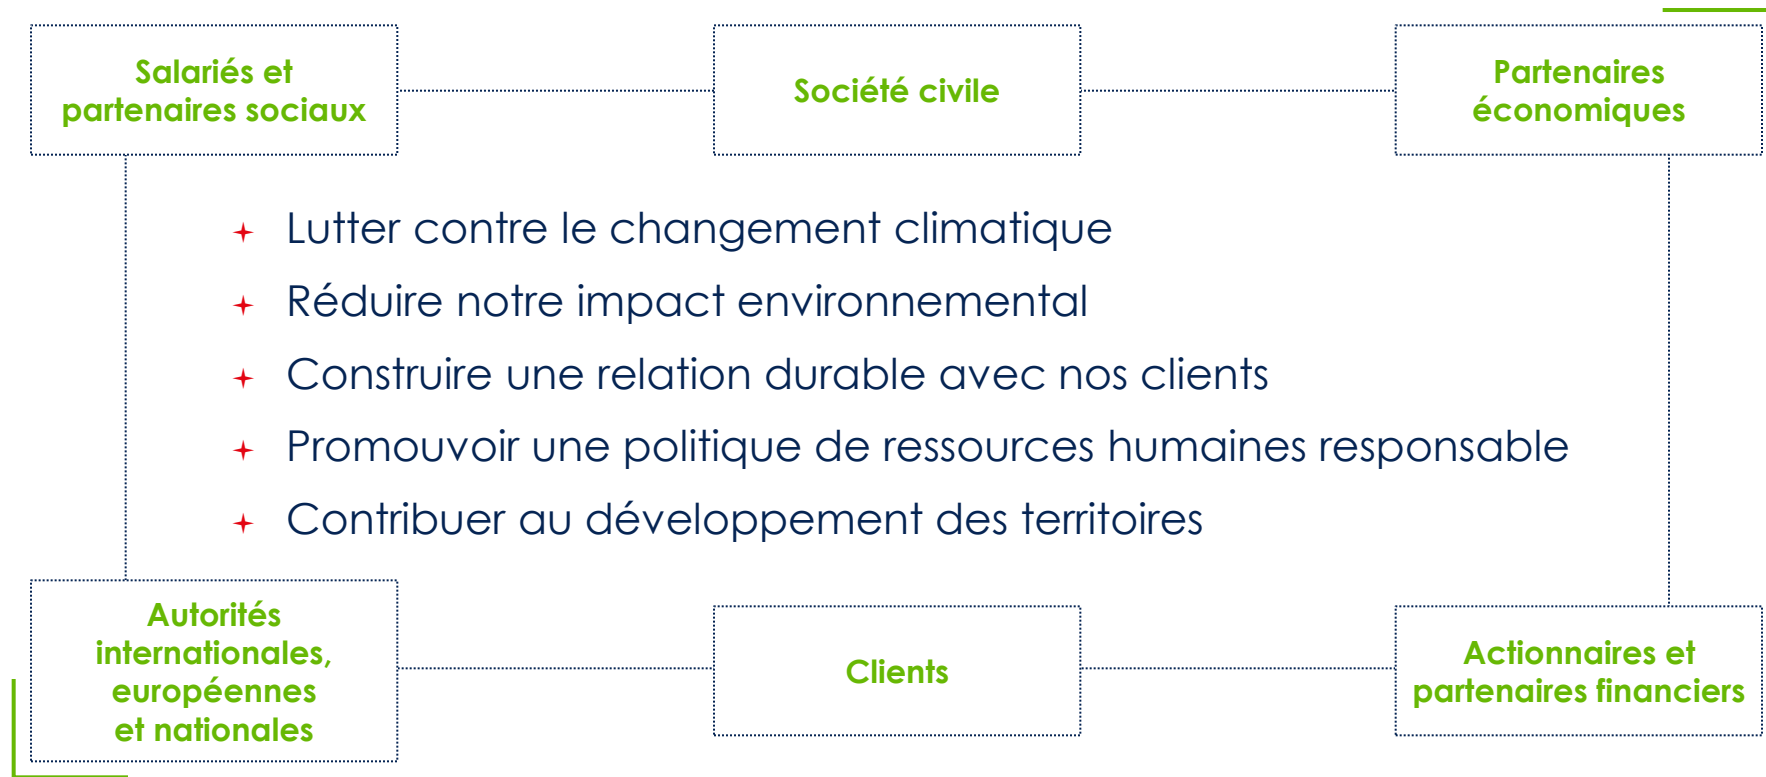 Salariés et
partenaires sociaux
Société civile
Partenaires
économiques
Lutter contre le changement climatique
Réduire notre impact environnemental
Construire une relation durable avec nos clients
Promouvoir une politique de ressources humaines responsable
Contribuer au développement des territoires
Autorités
internationales,
européennes
et nationales
Clients
Actionnaires et
partenaires financiers